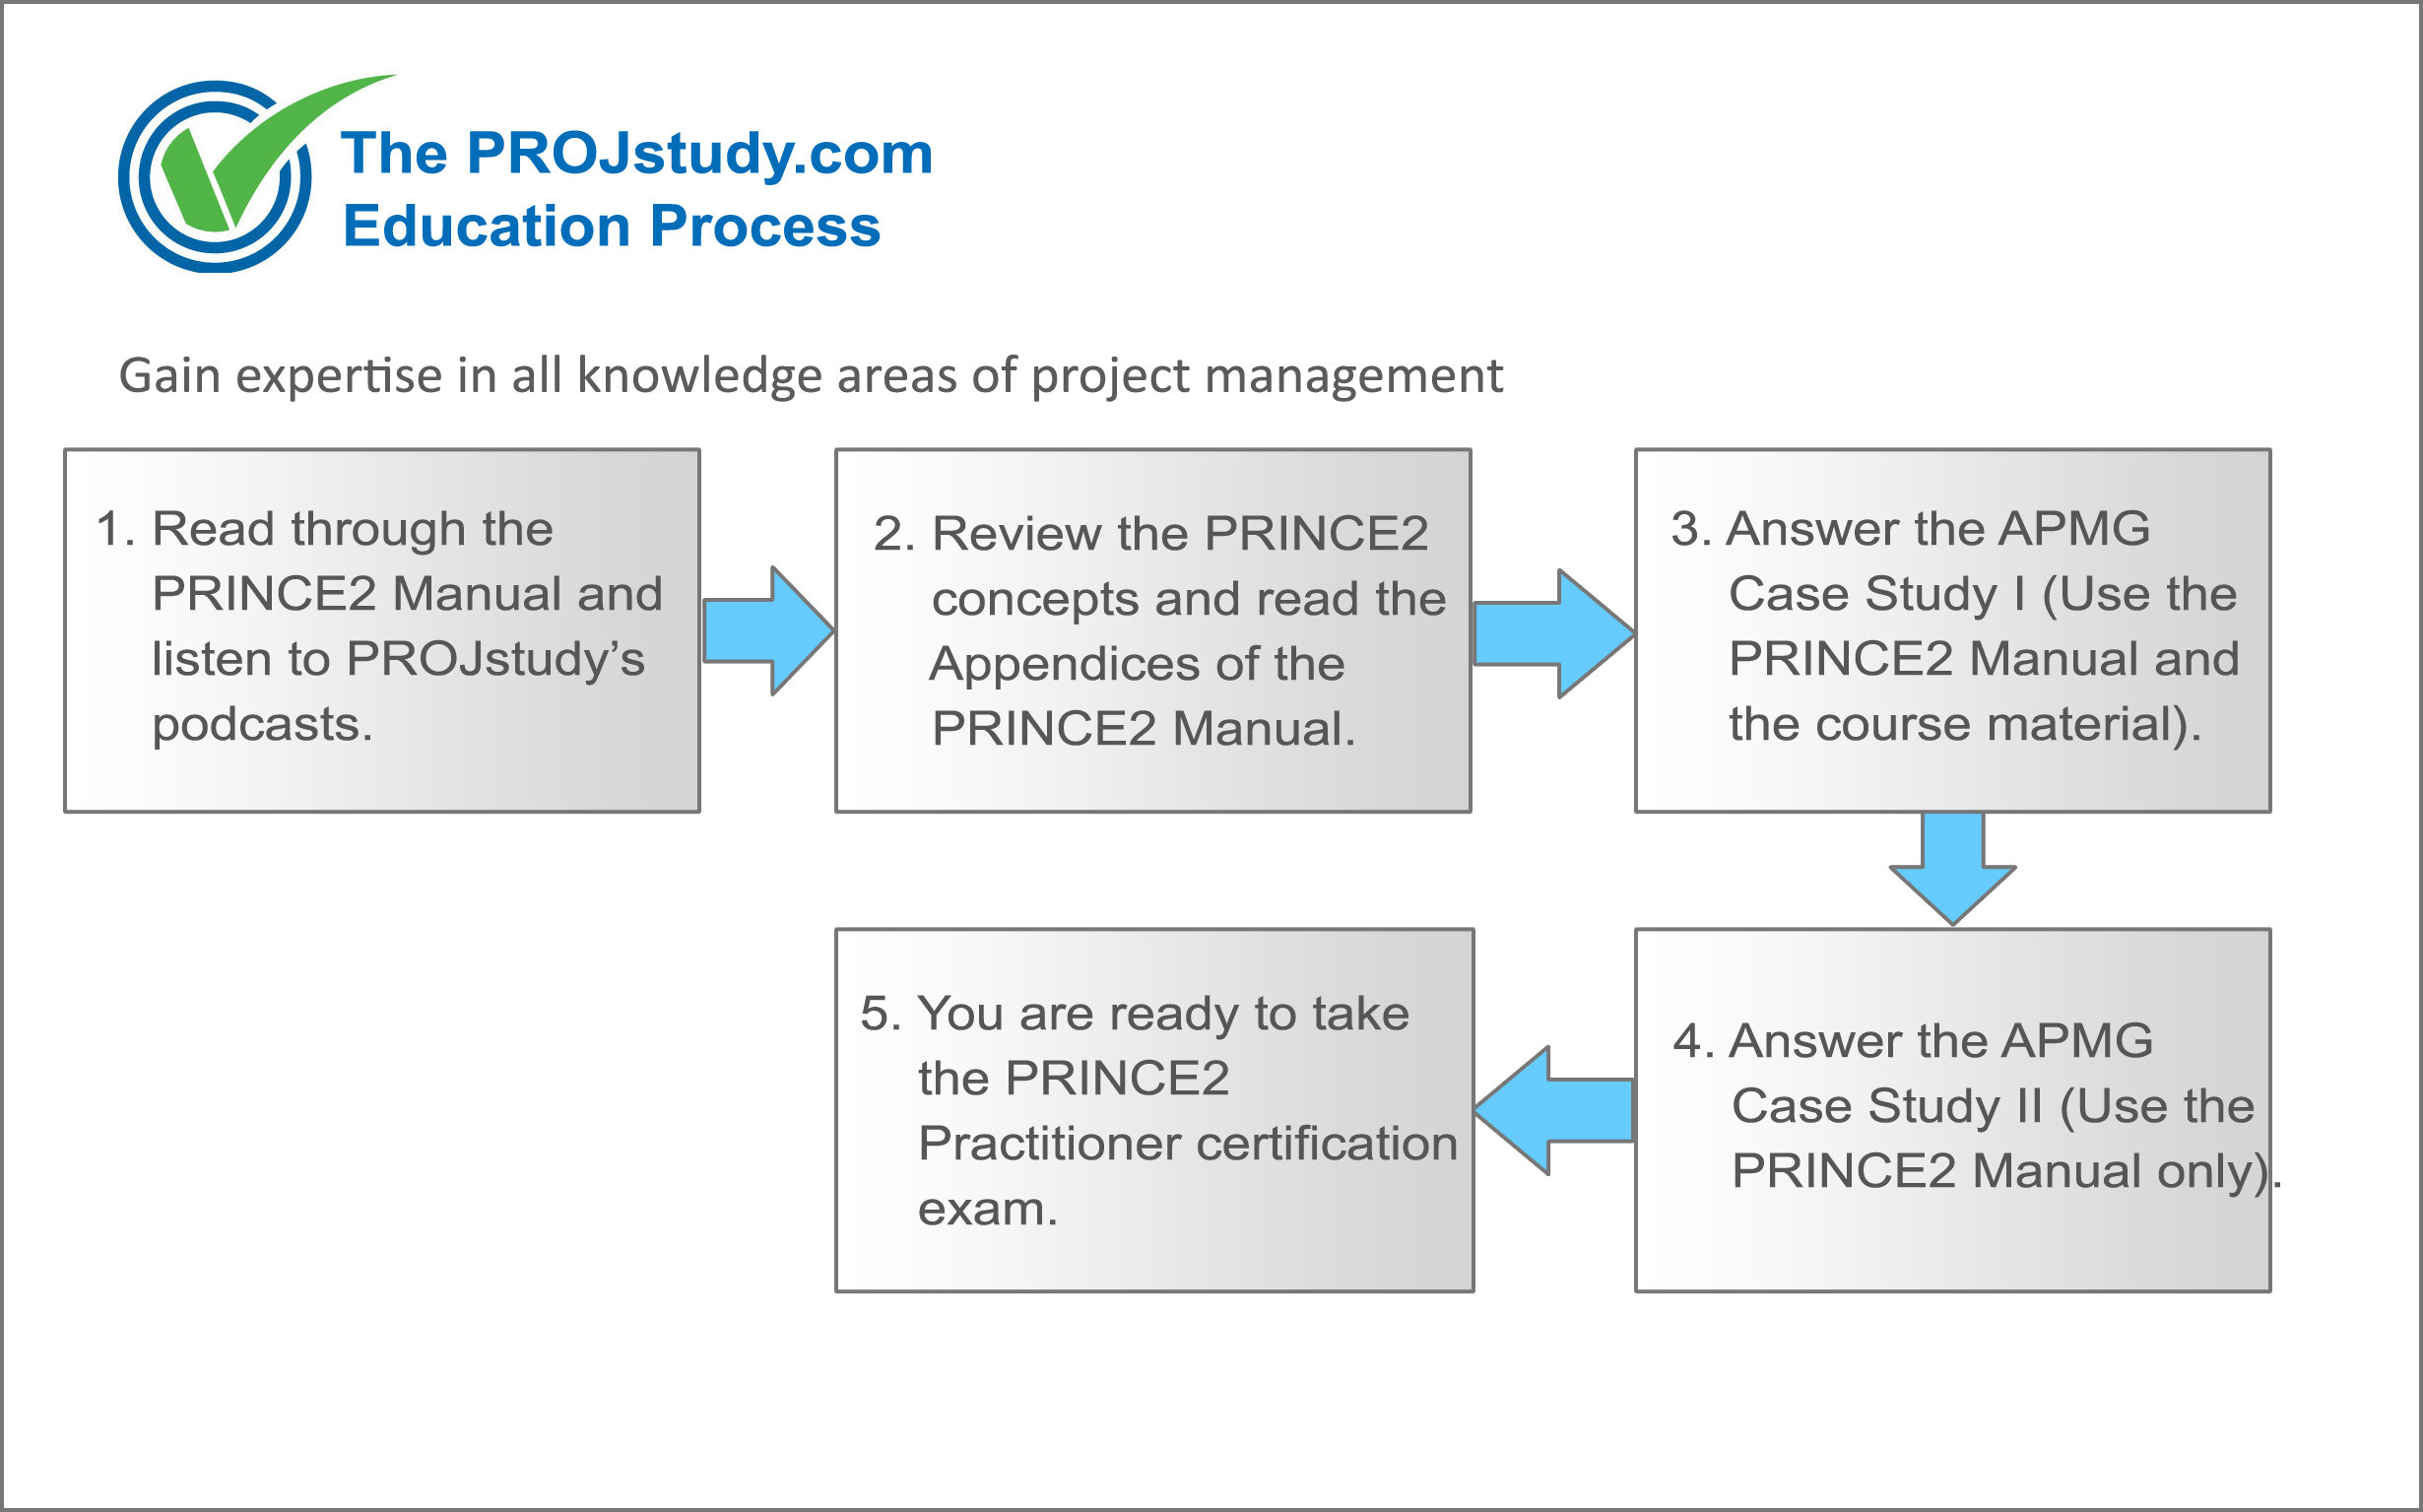 The PROJstudy.com
Education Process
Gain expertise in all knowledge areas of project management
1. Read through the
PRINCE2 Manual and
listen to PROJstudy’s
podcasts.
2. Review the PRINCE2
concepts and read the
Appendices of the
PRINCE2 Manual.
3. Answer the APMG
Case Study I (Use the
PRINCE2 Manual and
the course material).
4. Answer the APMG
Case Study II (Use the
PRINCE2 Manual only).
5. You are ready to take
the PRINCE2
Practitioner certification
exam.